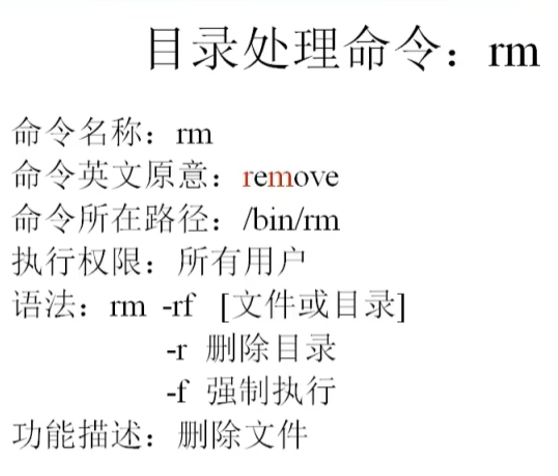 目录处理命令：rm
命令名称：rm
命令英文原意：remove
命令所在路径：/bin/rm
执行权限：所有用户
语法：rm -rf [文件或目录]
-r 删除目录
-f 强制执行
功能描述：删除文件